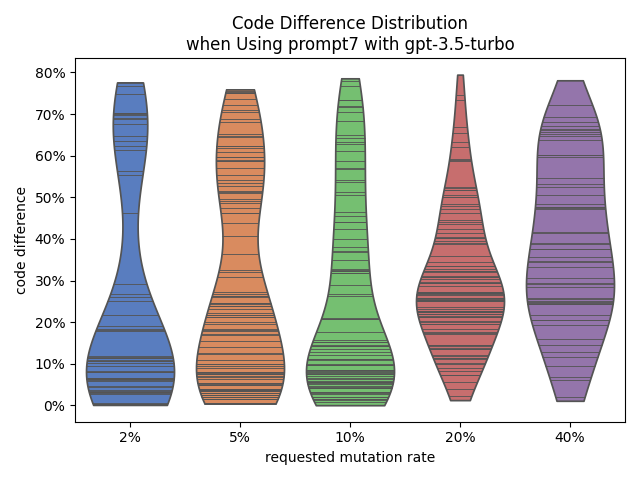 Code Difference Distribution
when Using prompt7 with gpt-3.5-turbo
80%
70%
60%
50%
40%
30%
20%
10%
0%
code difference
2% 5% 10% 20% 40%
requested mutation rate